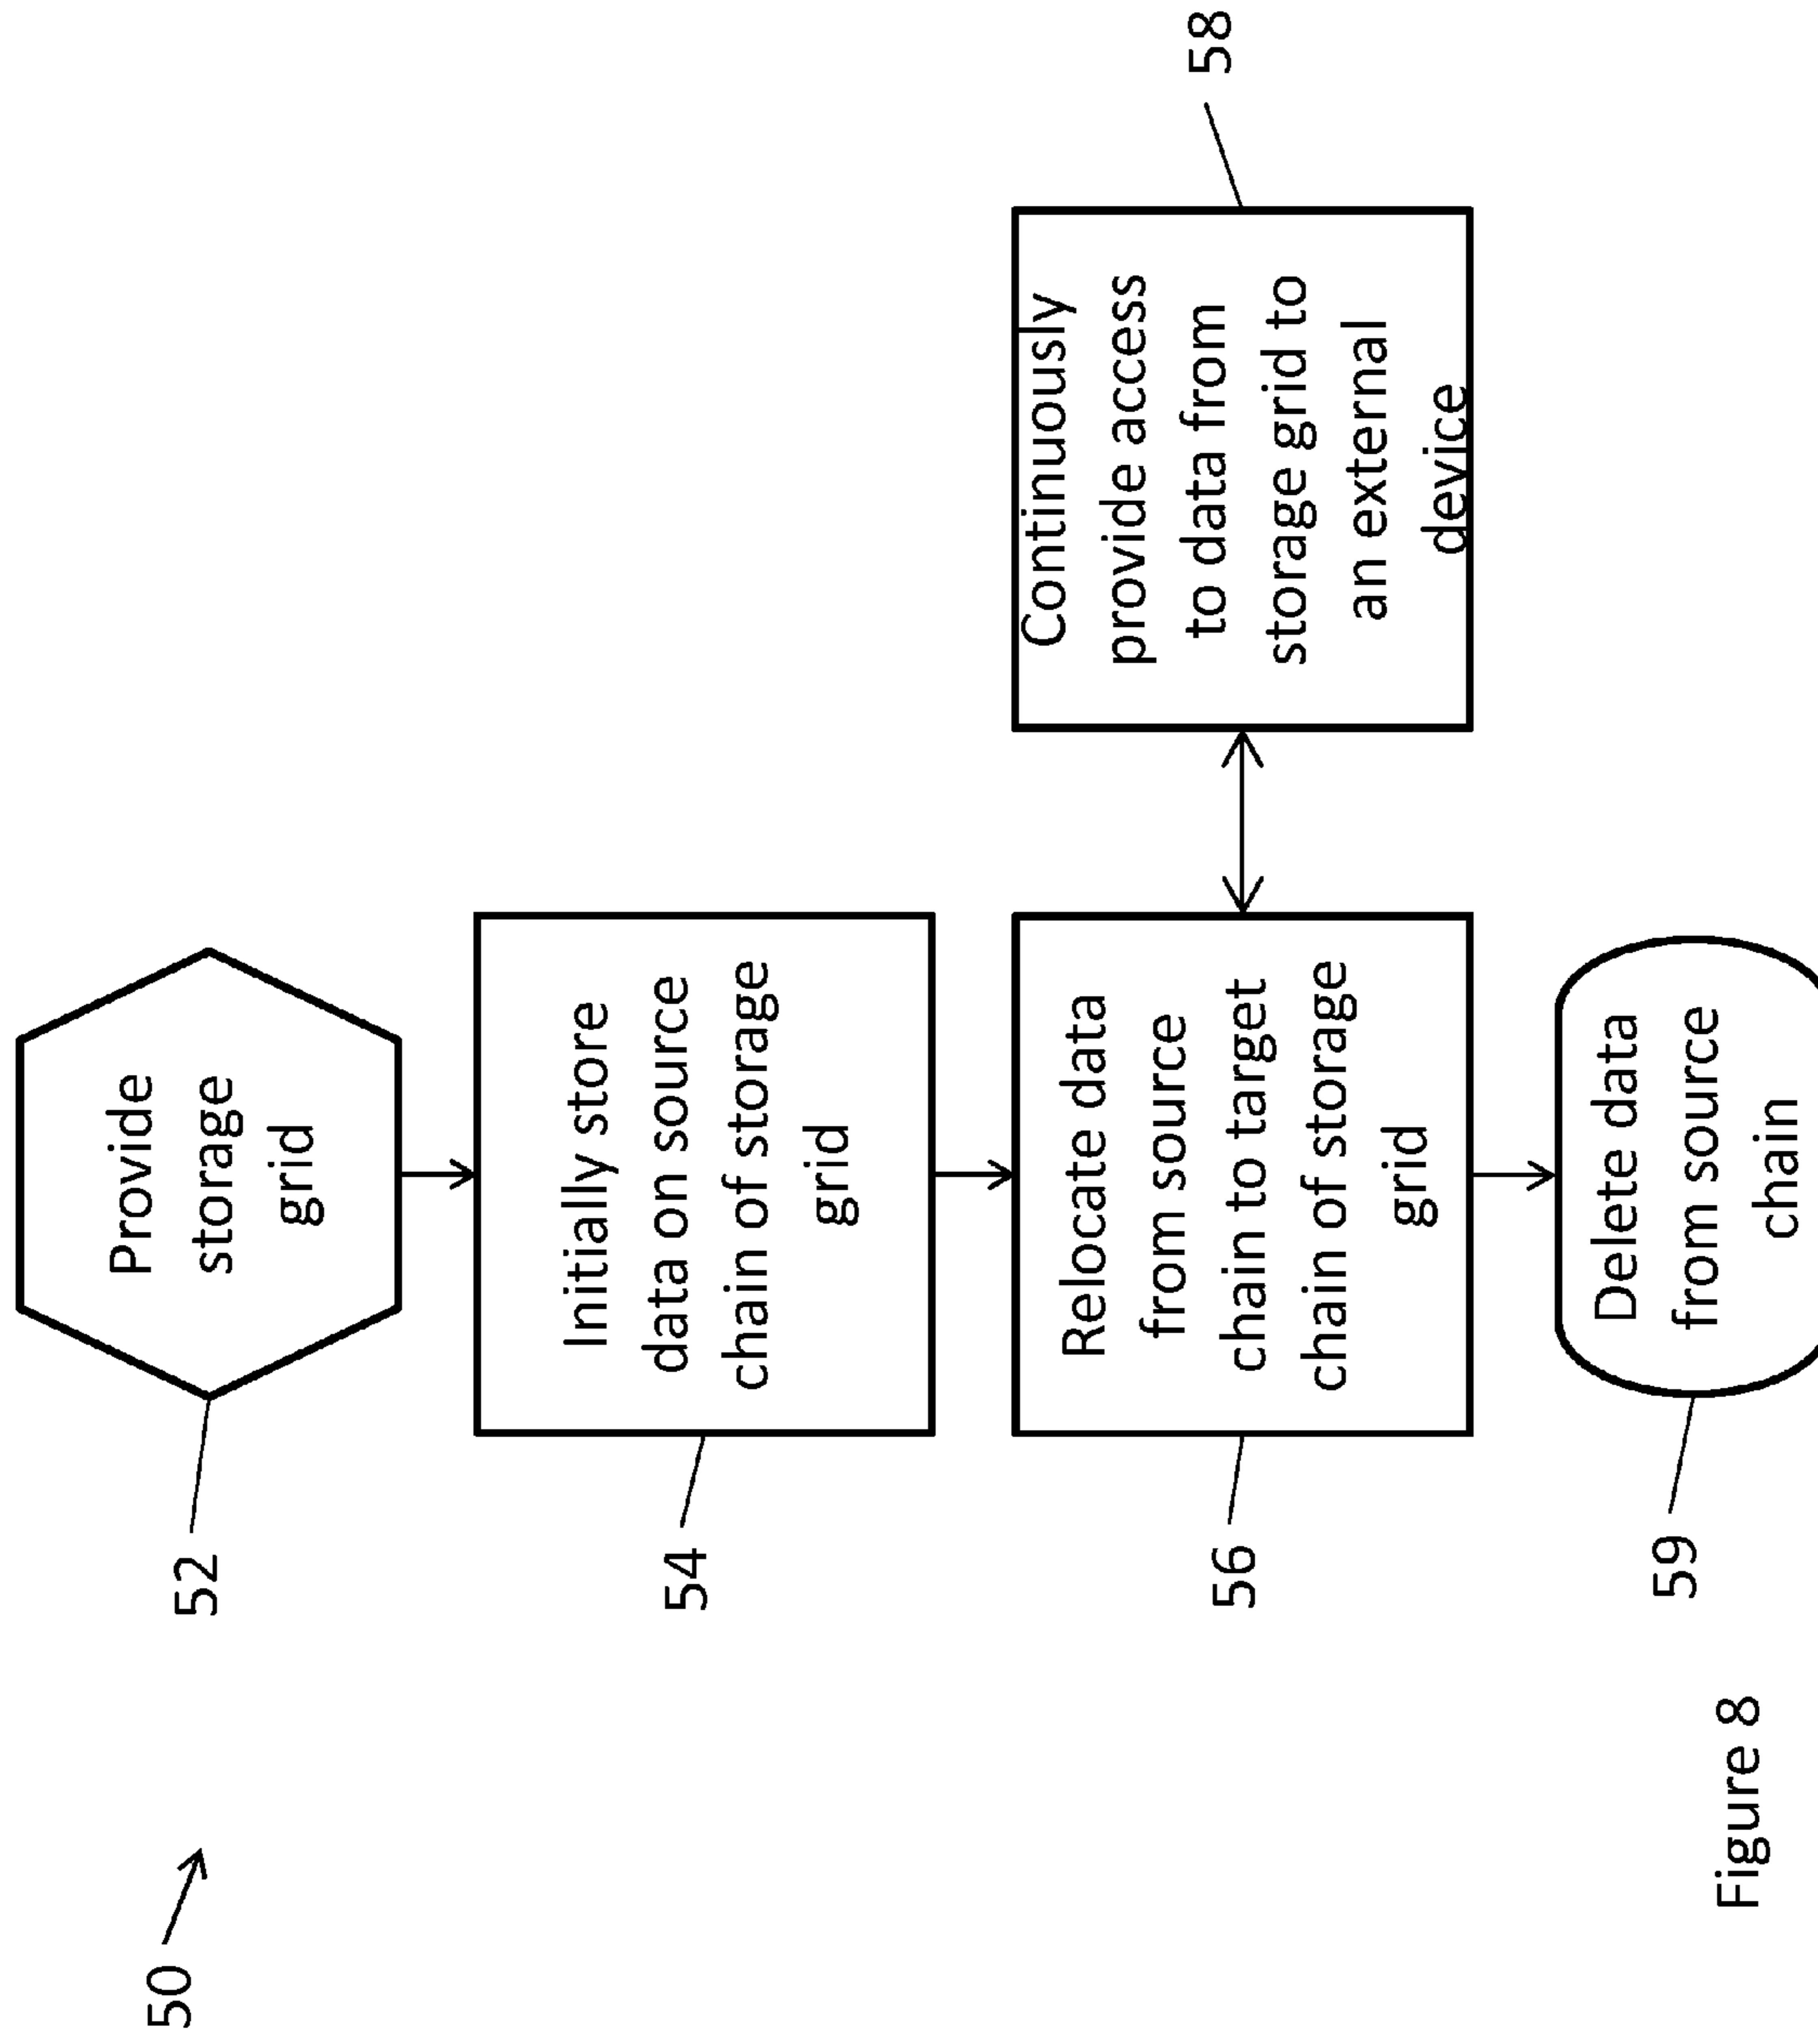 50
52
Provide
storage
grid
54
Initially store
data on source
chain of storage
grid
56
Relocate data
from source
chain to target
chain of storage
grid
58
Continuously
provide access
to data from
storage grid to
an external
device
59
Delete data
from source
chain
Figure 8